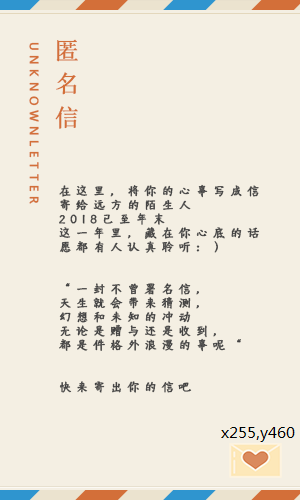 匿名信
UNKNOWNLETTER
在这里，将你的心事写成信
寄给远方的陌生人
2018已至年末
这一年里，藏在你心底的话
愿都有人认真聆听：）
“一封不曾署名信，
天生就会带来猜测，
幻想和未知的冲动
无论是赠与还是收到，
都是件格外浪漫的事呢“
快来寄出你的信吧
x255,y460